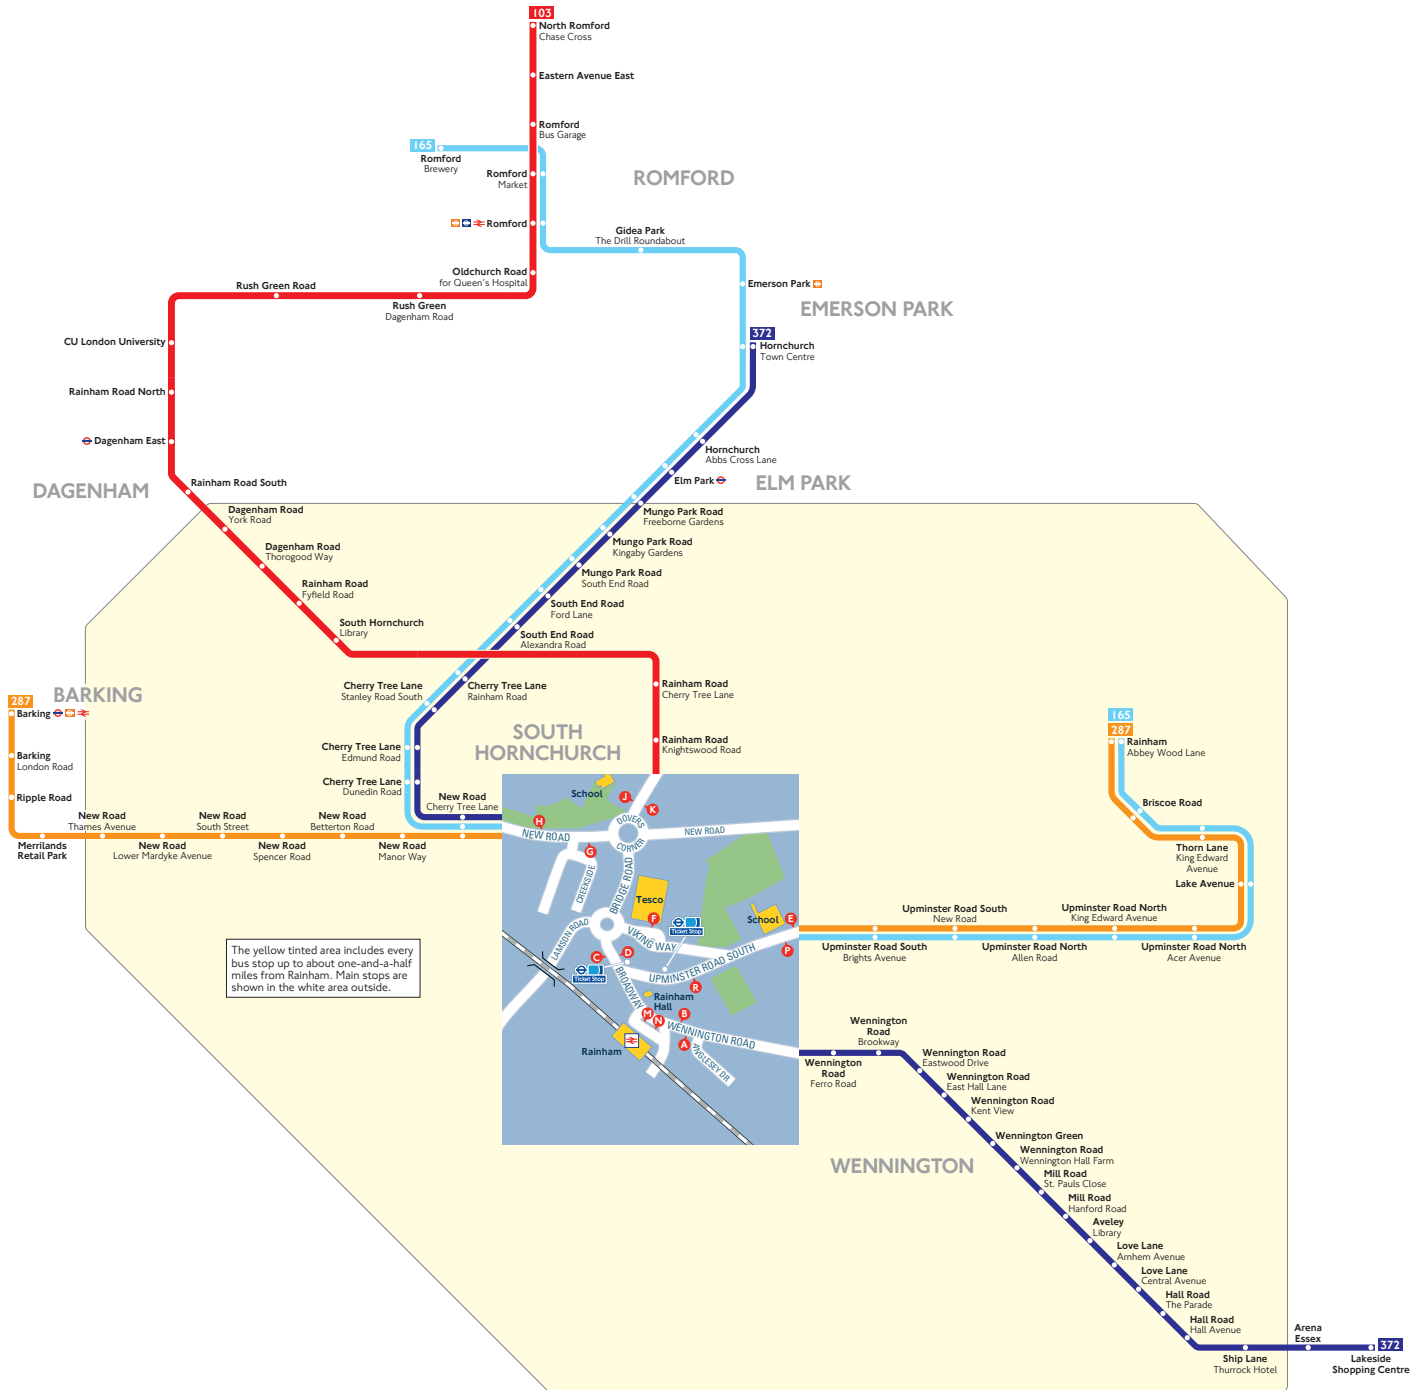 103
North Romford
Chase Cross
Eastern Avenue East
Romford
Bus Garage
165
Romford
Brewery
Romford
Market
ROMFORD
Romford
Gidea Park
The Drill Roundabout
Oldchurch Road
for Queen's Hospital
Rush Green Road
Rush Green
Dagenham Road
Emerson Park
EMERSON PARK
372
Hornchurch
Town Centre
CU London University
Rainham Road North
Dagenham East
Hornchurch
Abbs Cross Lane
Elm Park
ELM PARK
DAGENHAM
Rainham Road South
Dagenham Road
York Road
Dagenham Road
Thorogood Way
Rainham Road
Fyfield Road
South Hornchurch
Library
Mungo Park Road
Freeborne Gardens
Mungo Park Road
Kingaby Gardens
Mungo Park Road
South End Road
South End Road
Ford Lane
South End Road
Alexandra Road
Cherry Tree Lane
Stanley Road South
Cherry Tree Lane
Rainham Road
Rainham Road
Cherry Tree Lane
Rainham Road
Knightswood Road
287
BARKING
Barking
Barking
London Road
Ripple Road
Merrilands
Retail Park
New Road
Thames Avenue
New Road
Lower Mardyke Avenue
New Road
South Street
New Road
Spencer Road
New Road
Betterton Road
New Road
Manor Way
Cherry Tree Lane
Edmund Road
Cherry Tree Lane
Dunedin Road
New Road
Cherry Tree Lane
SOUTH
HORNCHURCH
School
J
K
H
G
DOVERS
CORNER
NEW ROAD
NEW ROAD
CREEKSIDE
BRIDGE ROAD
Tesco
F
Ticket Stop
School
E
LAMSON ROAD
VIKING WAY
C
D
Ticket Stop
BROADWAY
UPMINSTER ROAD SOUTH
P
R
Rainham
Hall
M
N
B
A
WENNINGTON ROAD
ANGLESEY DR
Rainham
165
287
Rainham
Abbey Wood Lane
Briscoe Road
Thorn Lane
King Edward
Avenue
Lake Avenue
Upminster Road South
New Road
Upminster Road North
King Edward Avenue
Upminster Road South
Brights Avenue
Upminster Road North
Allen Road
Upminster Road North
Acer Avenue
The yellow tinted area includes every
bus stop up to about one-and-a-half
miles from Rainham. Main stops are
shown in the white area outside.
Wennington
Road
Brookway
Wennington
Road
Ferro Road
Wennington Road
Eastwood Drive
Wennington Road
East Hall Lane
Wennington Road
Kent View
Wennington Green
Wennington Road
Wennington Hall Farm
WENNINGTON
Mill Road
St. Pauls Close
Mill Road
Hanford Road
Aveley
Library
Love Lane
Arnhem Avenue
Love Lane
Central Avenue
Hall Road
The Parade
Hall Road
Hall Avenue
Ship Lane
Thurrock Hotel
Arena
Essex
372
Lakeside
Shopping Centre